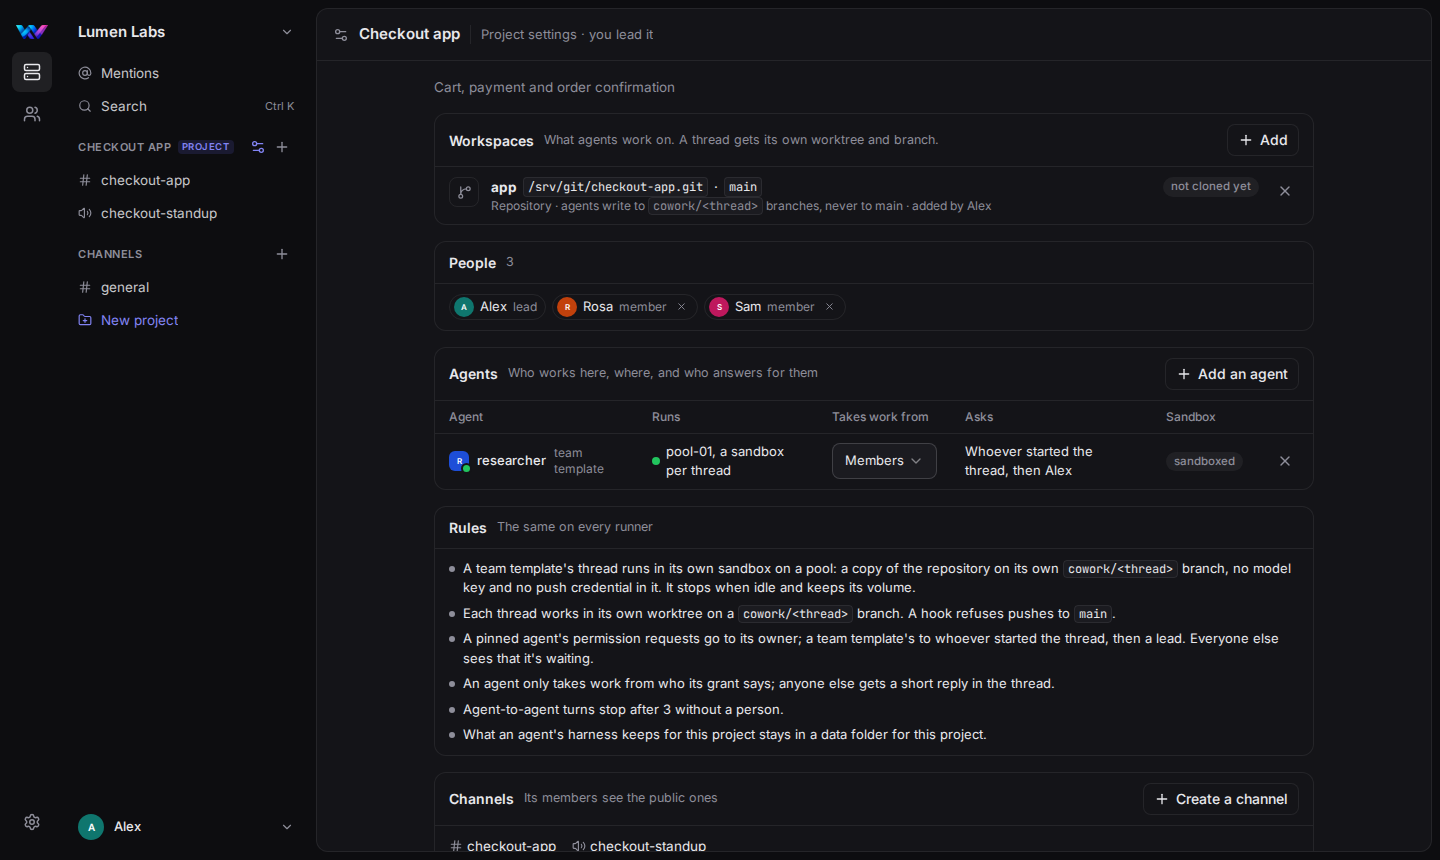 Lumen Labs
Mentions
Search Ctrl K
CHECKOUT APP PROJECT
# checkout-app
checkout-standup
CHANNELS
# general
New project
A Alex
Checkout app Project settings · you lead it
Cart, payment and order confirmation
Workspaces What agents work on. A thread gets its own worktree and branch. + Add
app /srv/git/checkout-app.git · main not cloned yet
Repository · agents write to cowork/<thread> branches, never to main · added by Alex
People 3
A Alex lead R Rosa member S Sam member
Agents Who works here, where, and who answers for them + Add an agent
Agent Runs Takes work from Asks Sandbox
R researcher team template pool-01, a sandbox per thread Members Whoever started the thread, then Alex sandboxed
Rules The same on every runner
A team template's thread runs in its own sandbox on a pool: a copy of the repository on its own cowork/<thread> branch, no model
key and no push credential in it. It stops when idle and keeps its volume.
Each thread works in its own worktree on a cowork/<thread> branch. A hook refuses pushes to main.
A pinned agent's permission requests go to its owner; a team template's to whoever started the thread, then a lead. Everyone else
sees that it's waiting.
An agent only takes work from who its grant says; anyone else gets a short reply in the thread.
Agent-to-agent turns stop after 3 without a person.
What an agent's harness keeps for this project stays in a data folder for this project.
Channels Its members see the public ones + Create a channel
# checkout-app checkout-standup